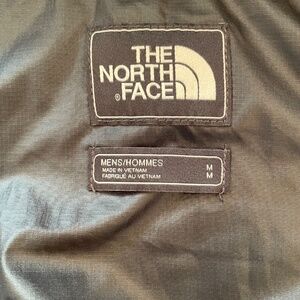 THE
NORTH
FACE
®
MENS/HOMMES M
MADE IN VIETNAM M
FABRIQUÉ AU VIETNAM